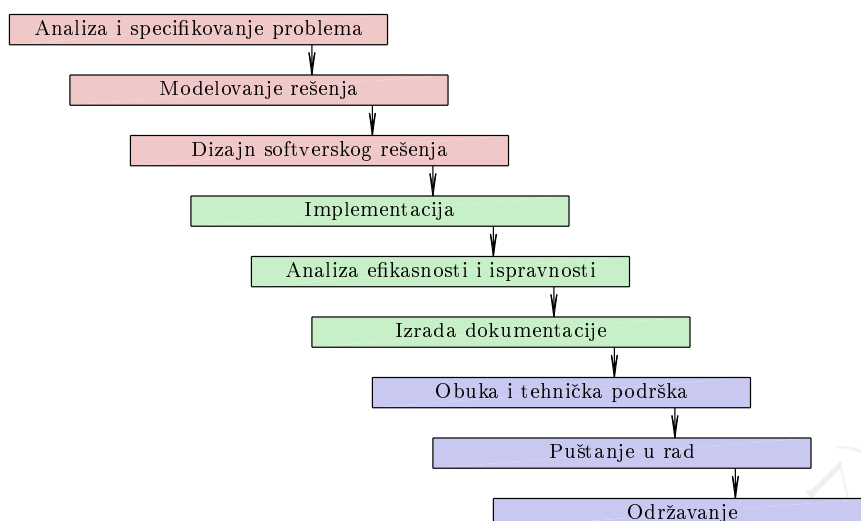 Analiza i specifikovanje problema
Modelovanje rešenja
Dizajn softverskog rešenja
Implementacija
Analiza efikasnosti i ispravnosti
Izrada dokumentacije
Obuka i tehnička podrška
Puštanje u rad
Održavanje